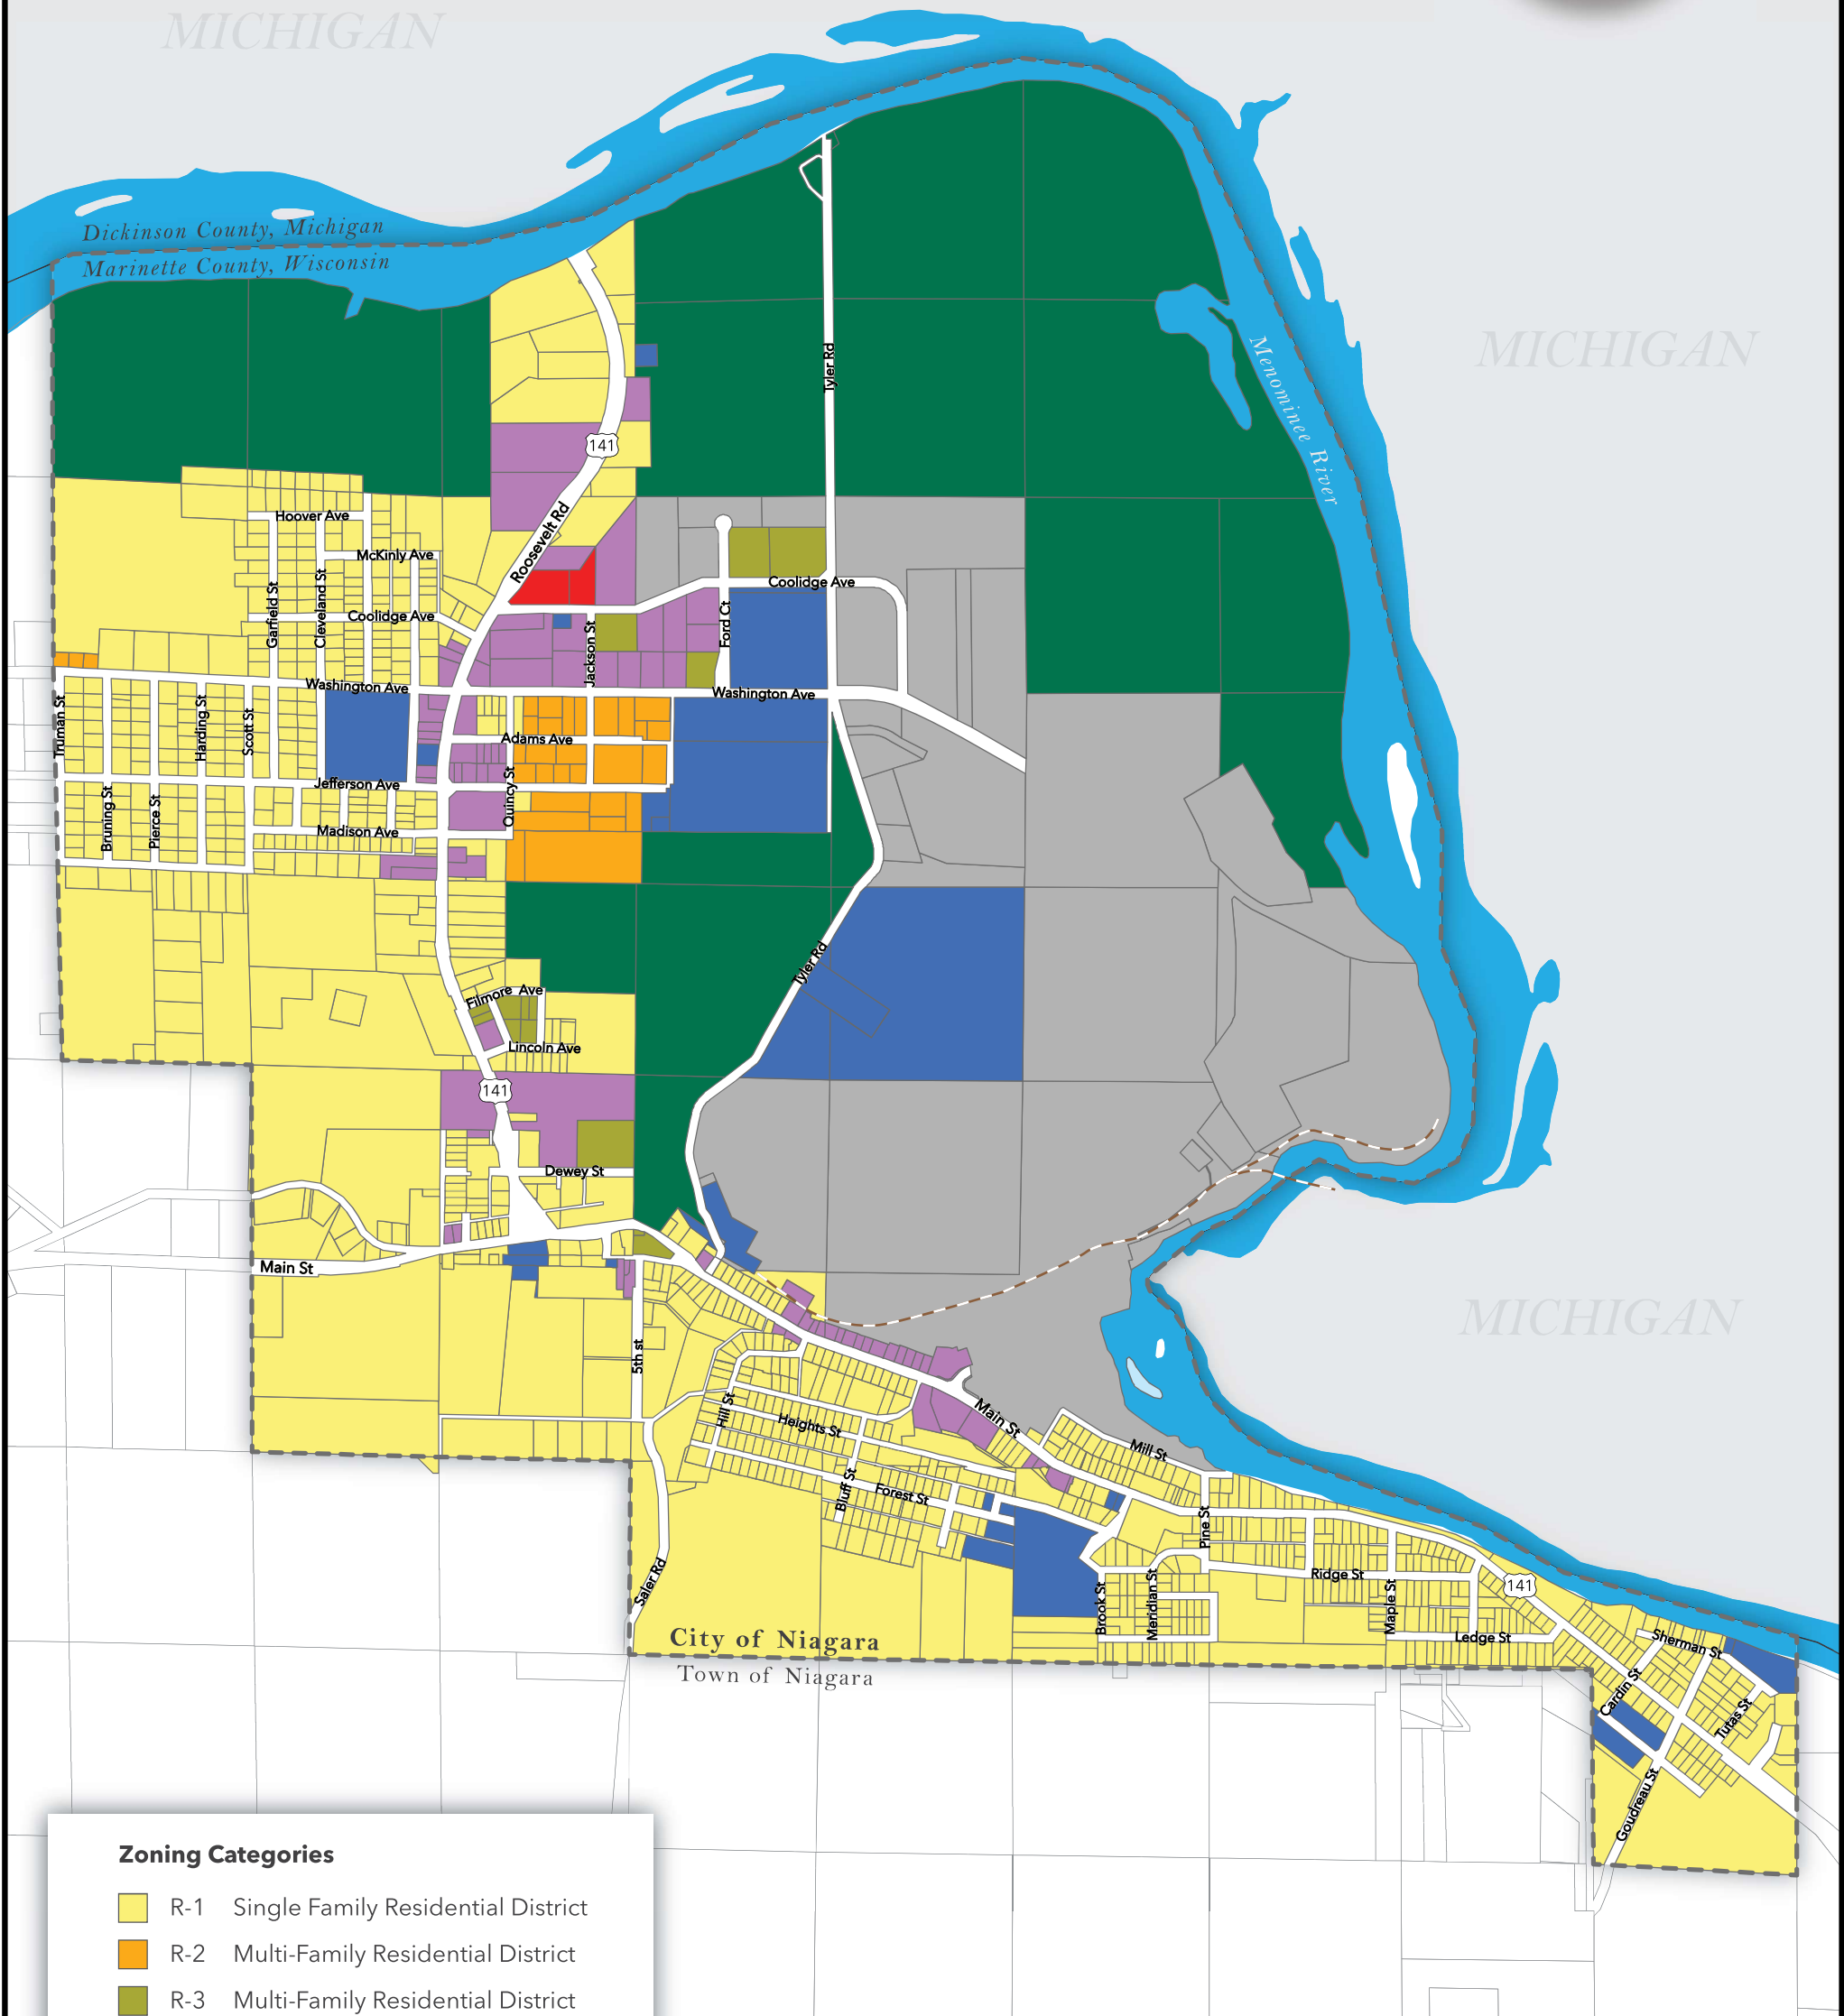 MICHIGAN
Dickinson County, Michigan
Marinette County, Wisconsin
MICHIGAN
Menominee River
Tyler Rd
141
Roosevelt Rd
Hoover Ave
McKinly Ave
Garfield St
Cleveland St
Coolidge Ave
Coolidge Ave
Ford Ct
Jackson St
Washington Ave
Washington Ave
Truman St
Harding St
Scott St
Adams Ave
Quincy St
Jefferson Ave
Bruning St
Pierce St
Madison Ave
Tyler Rd
Filmore Ave
Lincoln Ave
141
Dewey St
Main St
MICHIGAN
5th st
Hill St
Heights St
Main St
Mill St
Bluff St
Forest St
Pine St
Saler Rd
Brook St
Meridian St
Ridge St
Maple St
141
Ledge St
Sherman St
City of Niagara
Town of Niagara
Cardin St
Tutas St
Goudreau St
Zoning Categories
R-1 Single Family Residential District
R-2 Multi-Family Residential District
R-3 Multi-Family Residential District